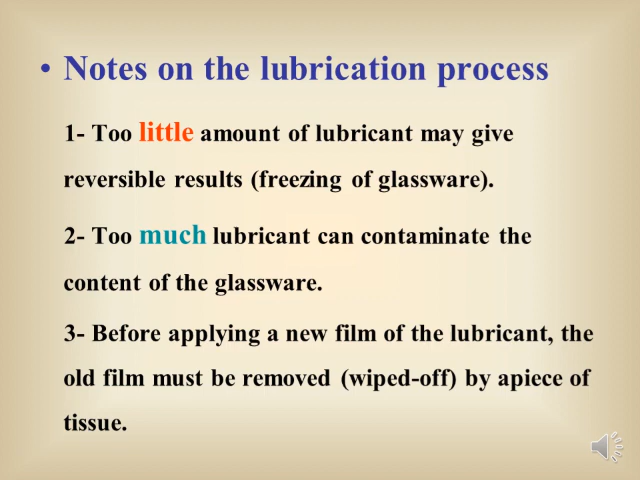 • Notes on the lubrication process
1- Too little amount of lubricant may give
reversible results (freezing of glassware).
2- Too much lubricant can contaminate the
content of the glassware.
3- Before applying a new film of the lubricant, the
old film must be removed (wiped-off) by apiece of
tissue.